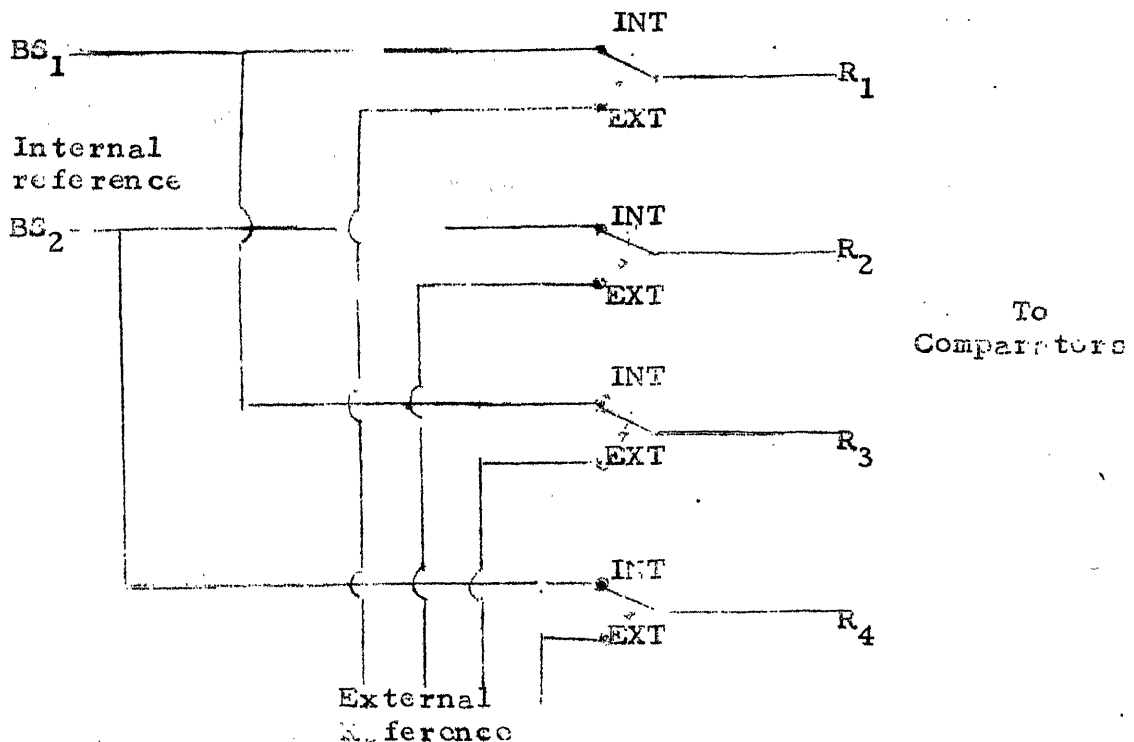 INT
BS1
R1
EXT
Internal
reference
INT
BS2
R2
EXT
To
Comparators
INT
R3
EXT
INT
R4
EXT
External
Reference